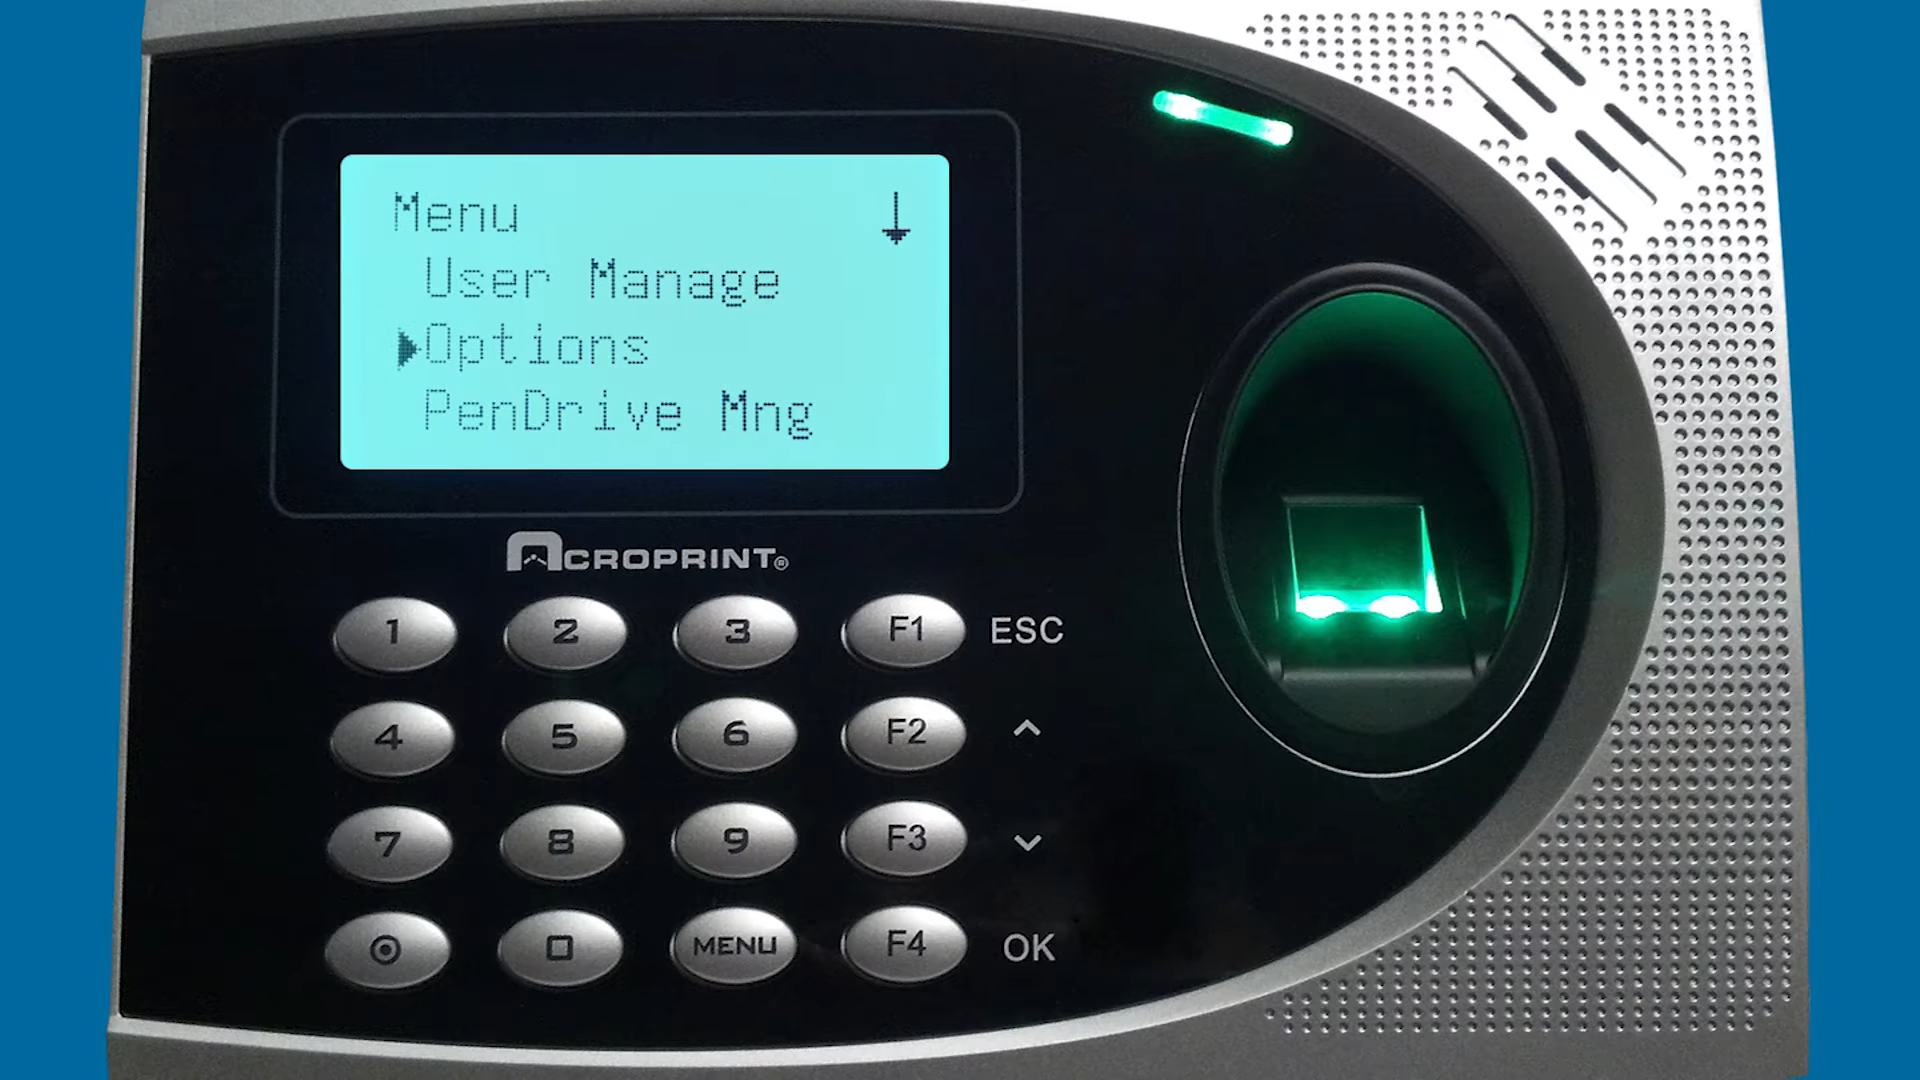 Menu ↓
User Manage
▶Options
PenDrive Mng
ACROPRINT®
1 2 3 F1 ESC
4 5 6 F2 ^
7 8 9 F3 ⌄
0 MENU F4 OK